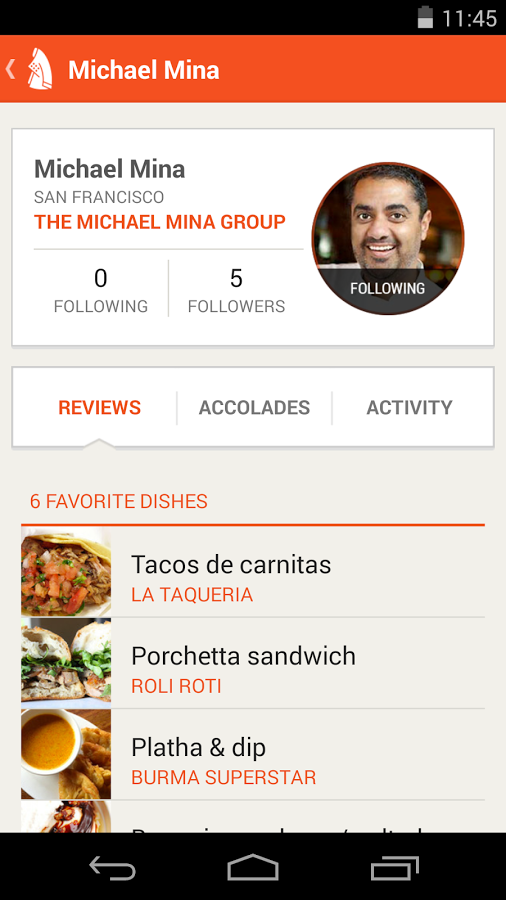 11:45
Michael Mina
Michael Mina
SAN FRANCISCO
THE MICHAEL MINA GROUP
0
FOLLOWING
5
FOLLOWERS
FOLLOWING
REVIEWS
ACCOLADES
ACTIVITY
6 FAVORITE DISHES
Tacos de carnitas
LA TAQUERIA
Porchetta sandwich
ROLI ROTI
Platha & dip
BURMA SUPERSTAR